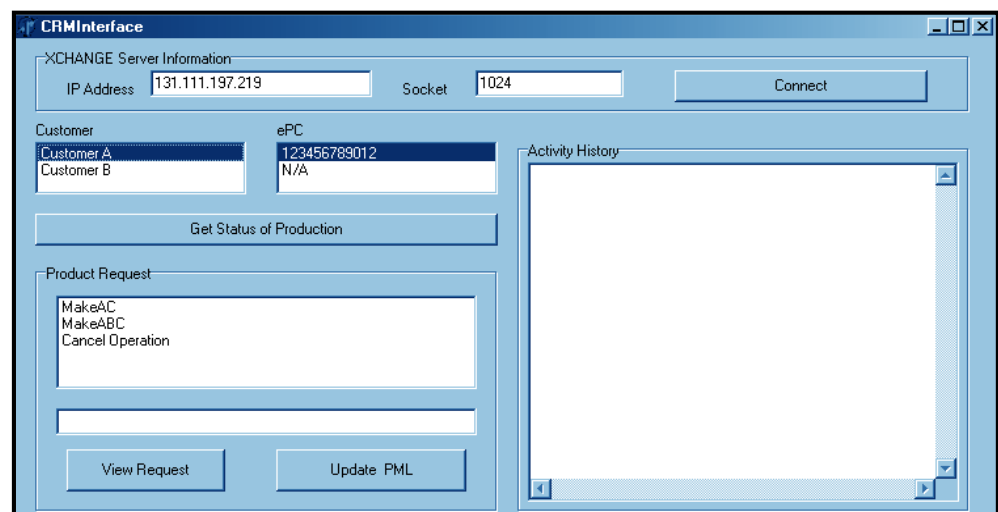 CRMInterface
XCHANGE Server Information
IP Address 131.111.197.219 Socket 1024 Connect
Customer ePC
Customer A 123456789012
Customer B N/A
Activity History
Get Status of Production
Product Request
MakeAC
MakeABC
Cancel Operation
View Request Update PML